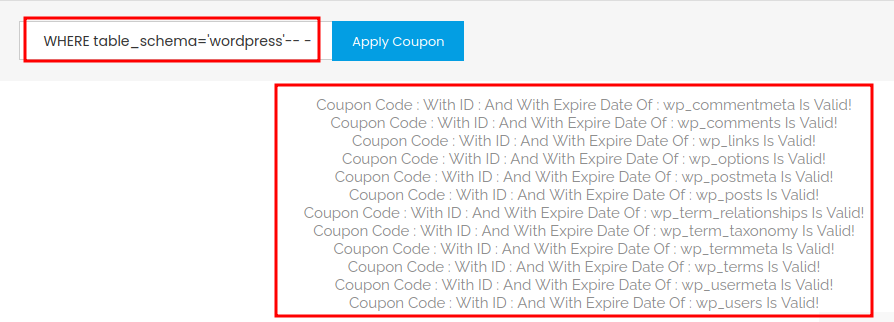 WHERE table_schema='wordpress'-- -
Apply Coupon
Coupon Code : With ID : And With Expire Date Of : wp_commentmeta Is Valid!
Coupon Code : With ID : And With Expire Date Of : wp_comments Is Valid!
Coupon Code : With ID : And With Expire Date Of : wp_links Is Valid!
Coupon Code : With ID : And With Expire Date Of : wp_options Is Valid!
Coupon Code : With ID : And With Expire Date Of : wp_postmeta Is Valid!
Coupon Code : With ID : And With Expire Date Of : wp_posts Is Valid!
Coupon Code : With ID : And With Expire Date Of : wp_term_relationships Is Valid!
Coupon Code : With ID : And With Expire Date Of : wp_term_taxonomy Is Valid!
Coupon Code : With ID : And With Expire Date Of : wp_termmeta Is Valid!
Coupon Code : With ID : And With Expire Date Of : wp_terms Is Valid!
Coupon Code : With ID : And With Expire Date Of : wp_usermeta Is Valid!
Coupon Code : With ID : And With Expire Date Of : wp_users Is Valid!